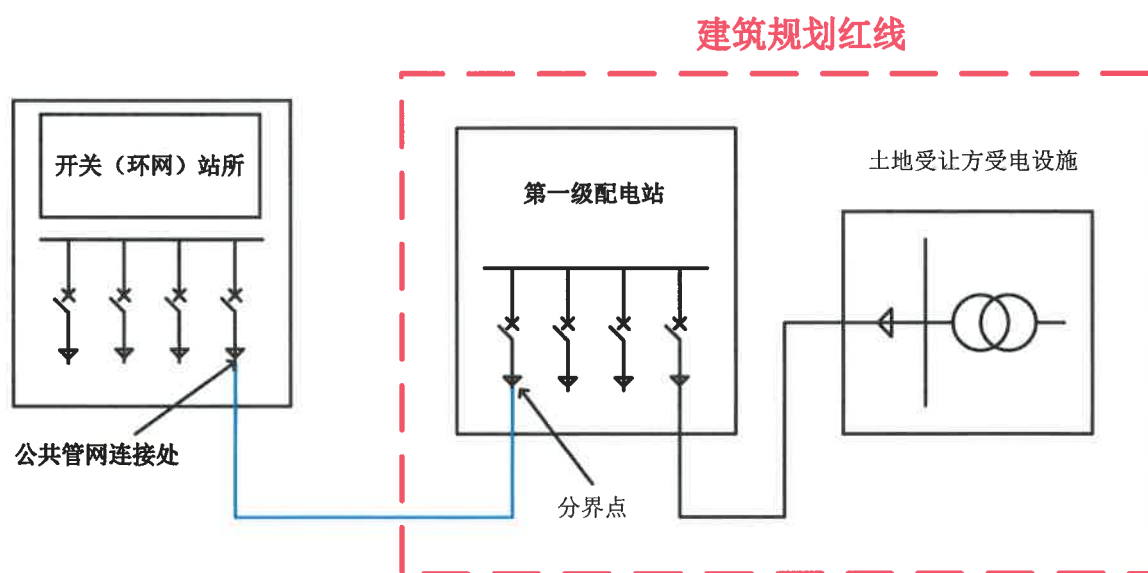 建筑规划红线
开关（环网）站所
第一级配电站
土地受让方受电设施
公共管网连接处
分界点